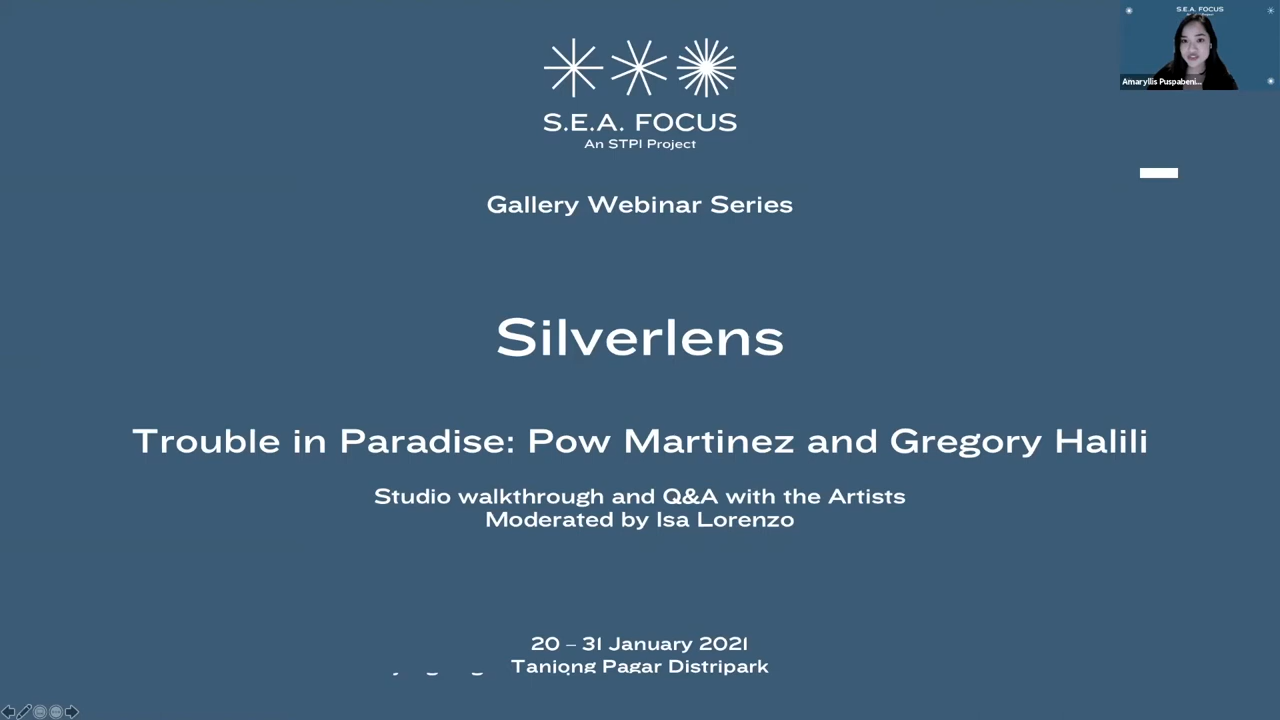 S.E.A. FOCUS
An STPI Project
S.E.A. FOCUS
Amaryllis Puspabeni...
Gallery Webinar Series
Silverlens
Trouble in Paradise: Pow Martinez and Gregory Halili
Studio walkthrough and Q&A with the Artists
Moderated by Isa Lorenzo
20 – 31 January 2021
Tanjong Pagar Distripark